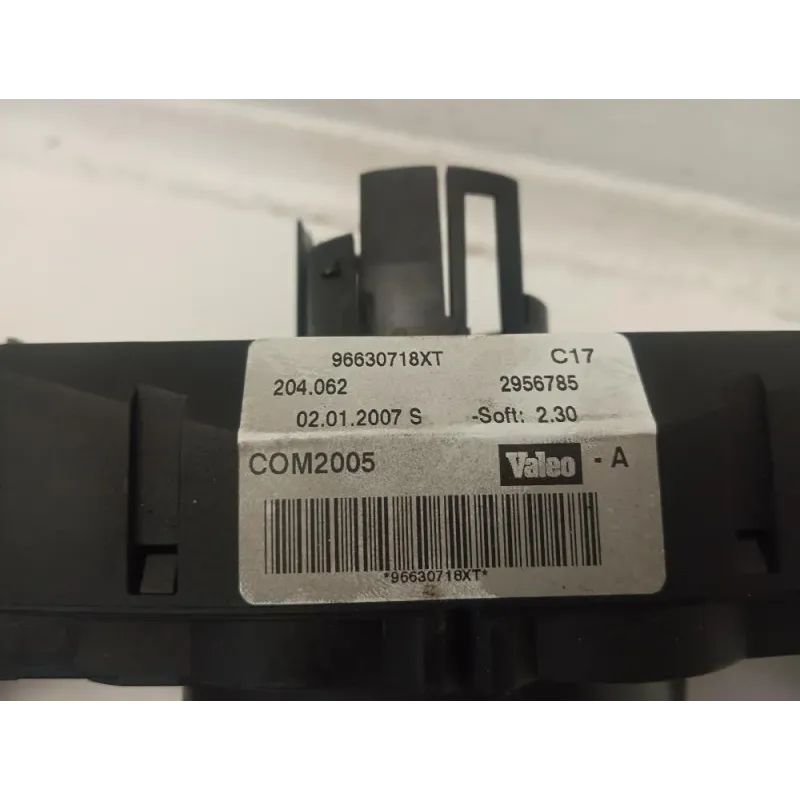 96630718XT C17
204.062 2956785
02.01.2007 S -Soft: 2.30
COM2005 Valeo - A
*96630718XT*